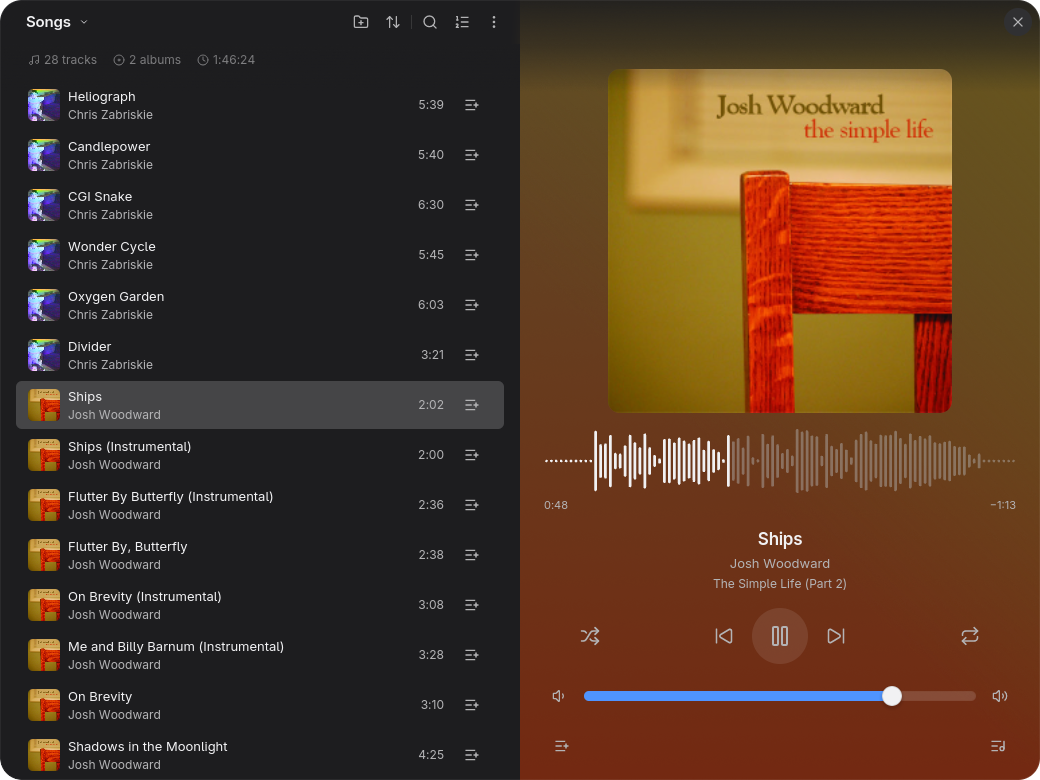 Songs
28 tracks
2 albums
1:46:24
Heliograph
Chris Zabriskie
5:39
Candlepower
Chris Zabriskie
5:40
CGI Snake
Chris Zabriskie
6:30
Wonder Cycle
Chris Zabriskie
5:45
Oxygen Garden
Chris Zabriskie
6:03
Divider
Chris Zabriskie
3:21
Ships
Josh Woodward
2:02
Ships (Instrumental)
Josh Woodward
2:00
Flutter By Butterfly (Instrumental)
Josh Woodward
2:36
Flutter By, Butterfly
Josh Woodward
2:38
On Brevity (Instrumental)
Josh Woodward
3:08
Me and Billy Barnum (Instrumental)
Josh Woodward
3:28
On Brevity
Josh Woodward
3:10
Shadows in the Moonlight
Josh Woodward
4:25
Josh Woodward
the simple life
0:48
−1:13
Ships
Josh Woodward
The Simple Life (Part 2)